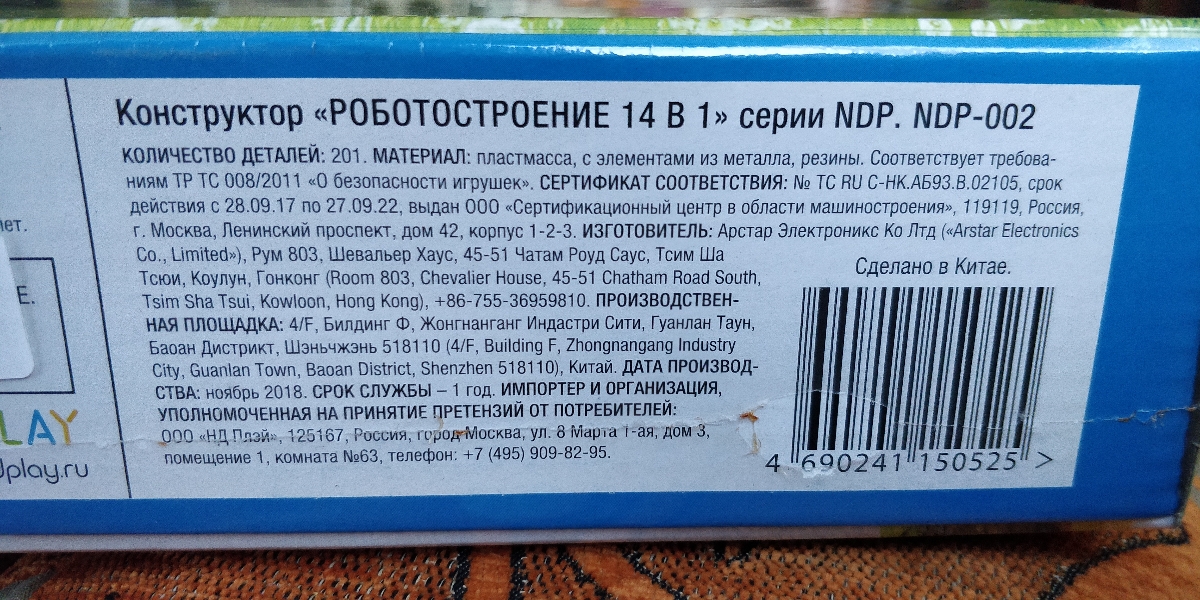 Конструктор «РОБОТОСТРОЕНИЕ 14 В 1» серии NDP. NDP-002
КОЛИЧЕСТВО ДЕТАЛЕЙ: 201. МАТЕРИАЛ: пластмасса, с элементами из металла, резины. Соответствует требова-
ниям ТР ТС 008/2011 «О безопасности игрушек». СЕРТИФИКАТ СООТВЕТСТВИЯ: № ТС RU C-HK.АБ93.В.02105, срок
действия с 28.09.17 по 27.09.22, выдан ООО «Сертификационный центр в области машиностроения», 119119, Россия,
г. Москва, Ленинский проспект, дом 42, корпус 1-2-3. ИЗГОТОВИТЕЛЬ: Арстар Электроникс Ко Лтд («Arstar Electronics
Co., Limited»), Рум 803, Шевальер Хаус, 45-51 Чатам Роуд Саус, Тсим Ша
Тсюи, Коулун, Гонконг (Room 803, Chevalier House, 45-51 Chatham Road South,
Tsim Sha Tsui, Kowloon, Hong Kong), +86-755-36959810. ПРОИЗВОДСТВЕН-
НАЯ ПЛОЩАДКА: 4/F, Билдинг Ф, Жонгнанганг Индастри Сити, Гуанлан Таун,
Баоан Дистрикт, Шэньчжэнь 518110 (4/F, Building F, Zhongnangang Industry
City, Guanlan Town, Baoan District, Shenzhen 518110), Китай. ДАТА ПРОИЗВОД-
СТВА: ноябрь 2018. СРОК СЛУЖБЫ – 1 год. ИМПОРТЕР И ОРГАНИЗАЦИЯ,
УПОЛНОМОЧЕННАЯ НА ПРИНЯТИЕ ПРЕТЕНЗИЙ ОТ ПОТРЕБИТЕЛЕЙ:
ООО «НД Плэй», 125167, Россия, город Москва, ул. 8 Марта 1-ая, дом 3,
помещение 1, комната №63, телефон: +7 (495) 909-82-95.
Сделано в Китае.
4 690241 150525 >
LAY
play.ru